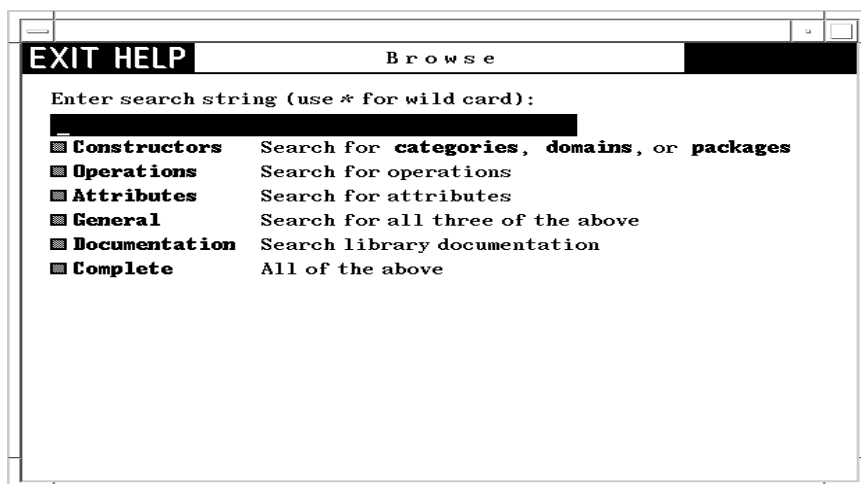 EXIT HELP Browse
Enter search string (use * for wild card):
_
Constructors Search for categories, domains, or packages
Operations Search for operations
Attributes Search for attributes
General Search for all three of the above
Documentation Search library documentation
Complete All of the above